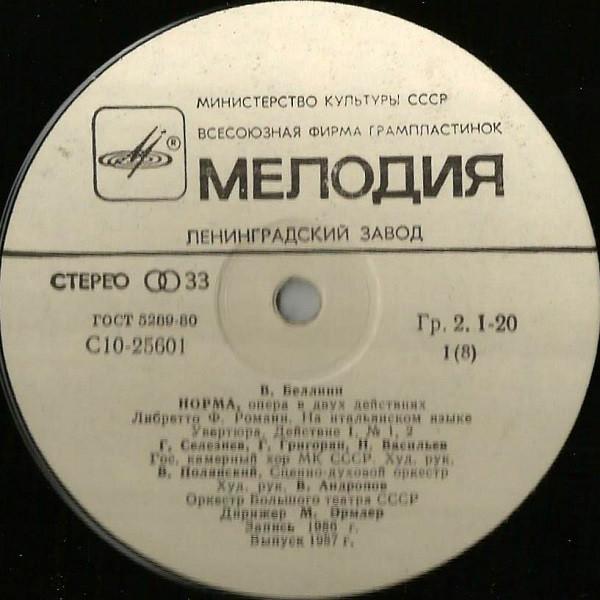 МИНИСТЕРСТВО КУЛЬТУРЫ СССР
ВСЕСОЮЗНАЯ ФИРМА ГРАМПЛАСТИНОК
®
МЕЛОДИЯ
ЛЕНИНГРАДСКИЙ ЗАВОД
СТЕРЕО 33
ГОСТ 5289-80
С10-25601
Гр. 2. 1-20
1(8)
В. Беллини
НОРМА, опера в двух действиях
Либретто Ф. Романи. На итальянском языке
Увертюра. Действие 1, № 1, 2
Г. Селезнев, Г. Григорян, Н. Васильев
Гос. камерный хор МК СССР. Худ. рук.
В. Полянский, Сценно-духовой оркестр
Худ. рук. В. Андропов
Оркестр Большого театра СССР
Дирижер М. Эрмлер
Запись 1986 г.
Выпуск 1987 г.